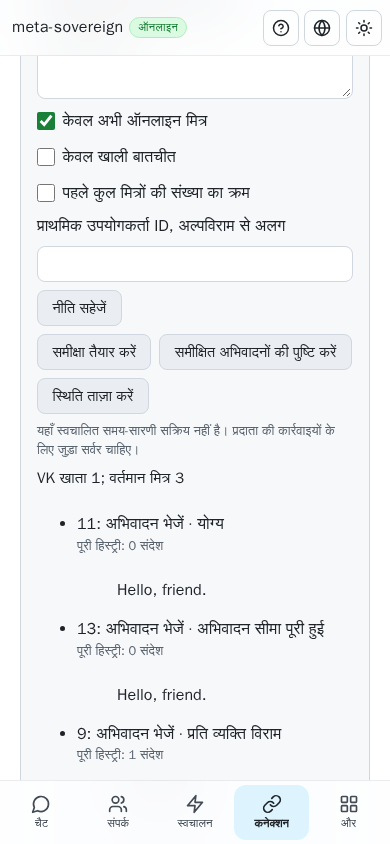 meta-sovereign ऑनलाइन
केवल अभी ऑनलाइन मित्र
केवल खाली बातचीत
पहले कुल मित्रों की संख्या का क्रम
प्राथमिक उपयोगकर्ता ID, अल्पविराम से अलग
नीति सहेजें
समीक्षा तैयार करें समीक्षित अभिवादनों की पुष्टि करें
स्थिति ताज़ा करें
यहाँ स्वचालित समय-सारणी सक्रिय नहीं है। प्रदाता की कार्रवाइयों के
लिए जुड़ा सर्वर चाहिए।
VK खाता 1; वर्तमान मित्र 3
11: अभिवादन भेजें · योग्य
पूरी हिस्ट्री: 0 संदेश
Hello, friend.
13: अभिवादन भेजें · अभिवादन सीमा पूरी हुई
पूरी हिस्ट्री: 0 संदेश
Hello, friend.
9: अभिवादन भेजें · प्रति व्यक्ति विराम
पूरी हिस्ट्री: 1 संदेश
चैट संपर्क स्वचालन कनेक्शन और